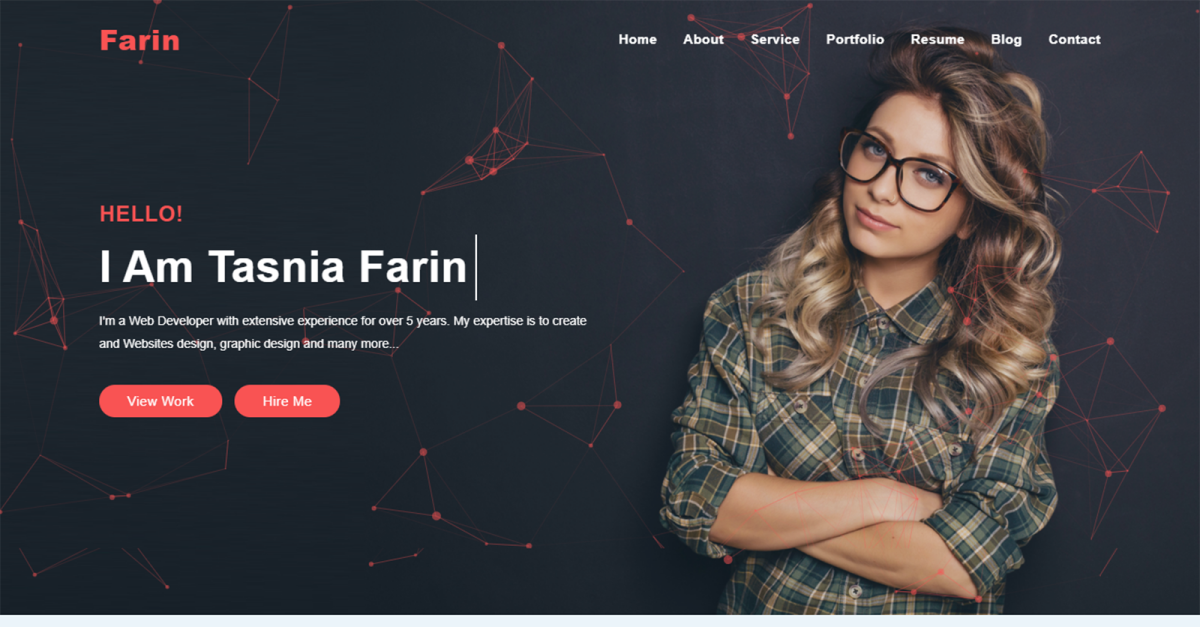 Farin
Home About Service Portfolio Resume Blog Contact
HELLO!
I Am Tasnia Farin
I'm a Web Developer with extensive experience for over 5 years. My expertise is to create
and Websites design, graphic design and many more...
View Work Hire Me